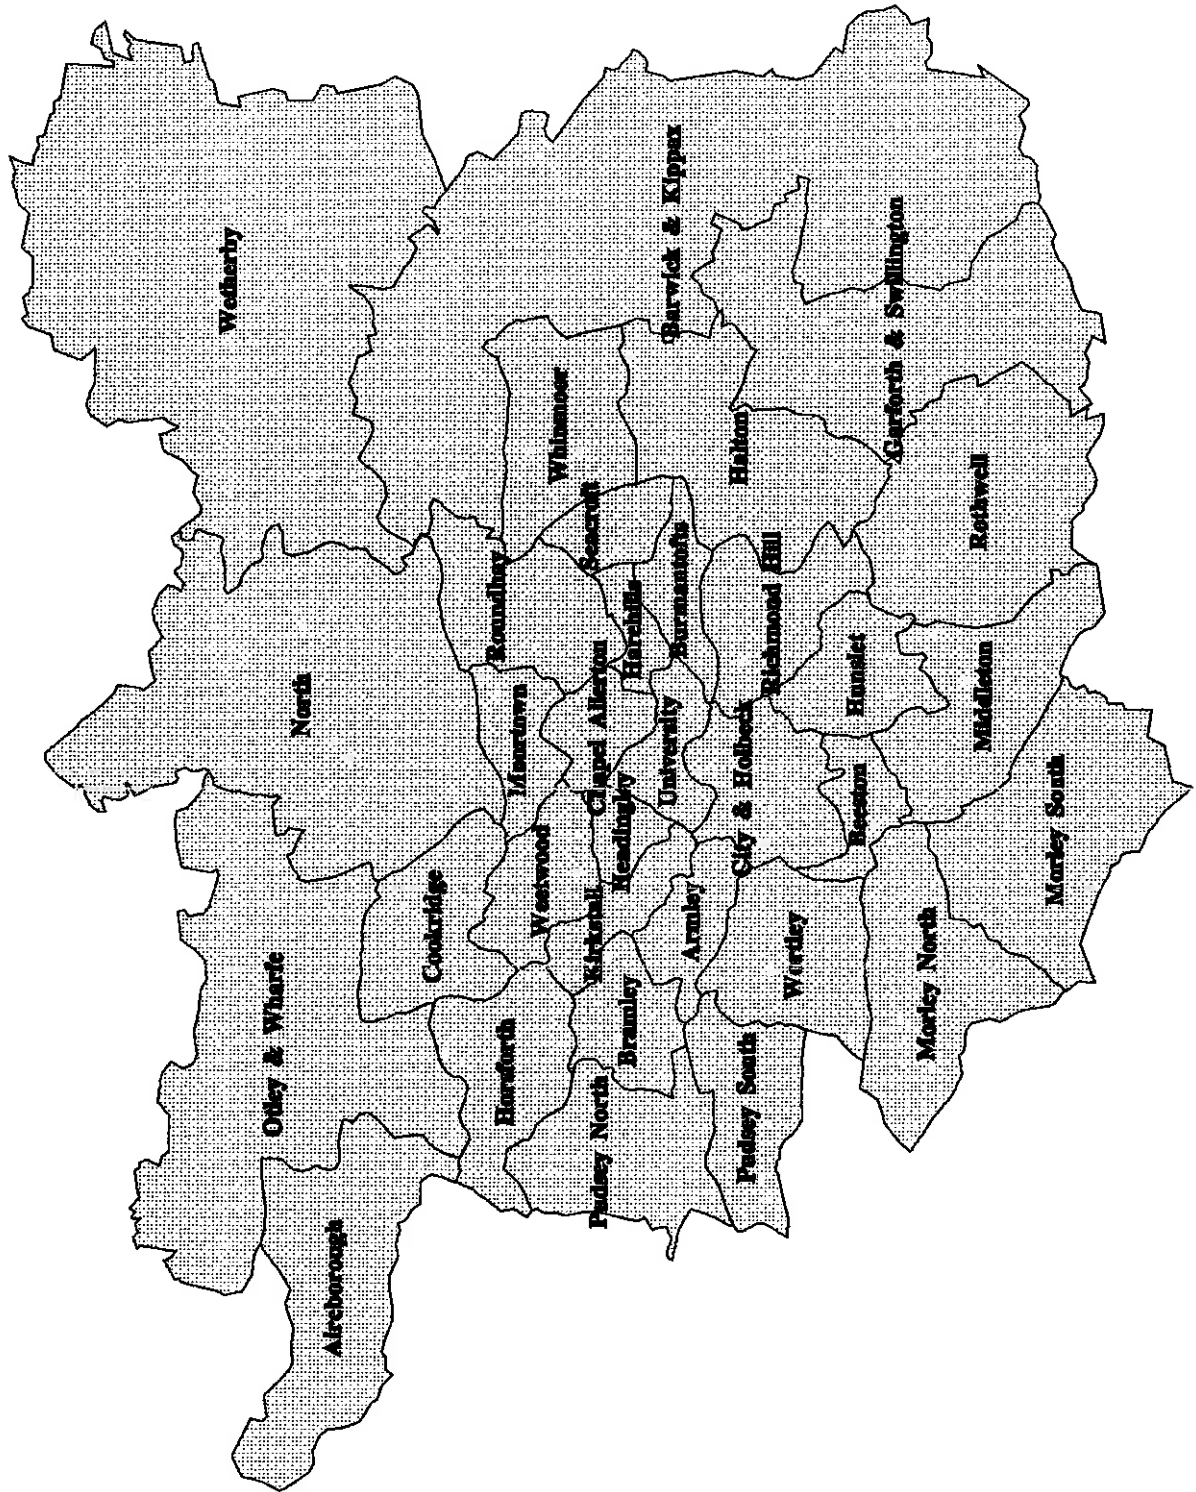 Wetherby
North
Otley & Wharfe
Aireborough
Cookridge
Barwick & Kippax
Roundhay
Moortown
Whinmoor
Horsforth
Weetwood
Seacroft
Chapel Allerton
Kirkstall
Pudsey North
Harehills
Headingley
Bramley
Burmantofts
University
Armley
Halton
City & Holbeck
Pudsey South
Richmond Hill
Wortley
Garforth & Swillington
Hunslet
Beeston
Morley North
Rothwell
Middleton
Morley South